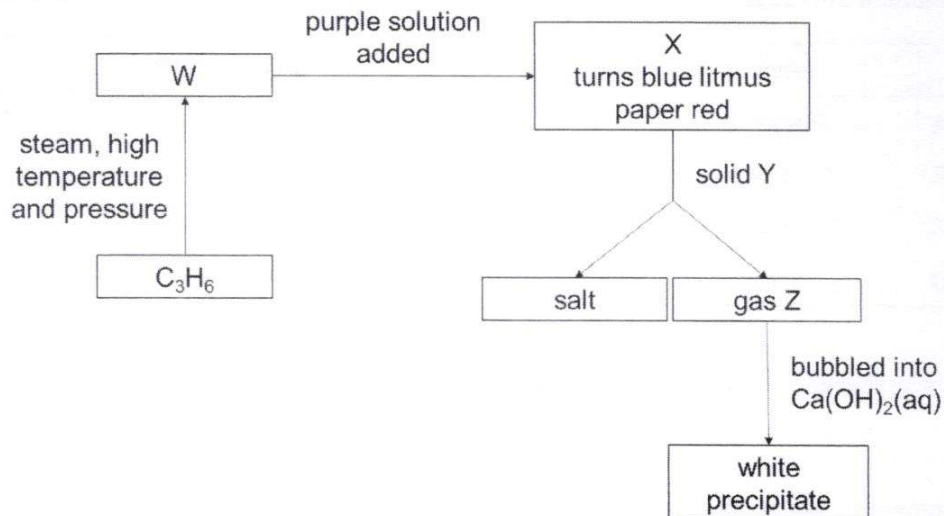 purple solution
added
W
X
turns blue litmus
paper red
steam, high
temperature
and pressure
solid Y
C₃H₆
salt
gas Z
bubbled into
Ca(OH)₂(aq)
white
precipitate